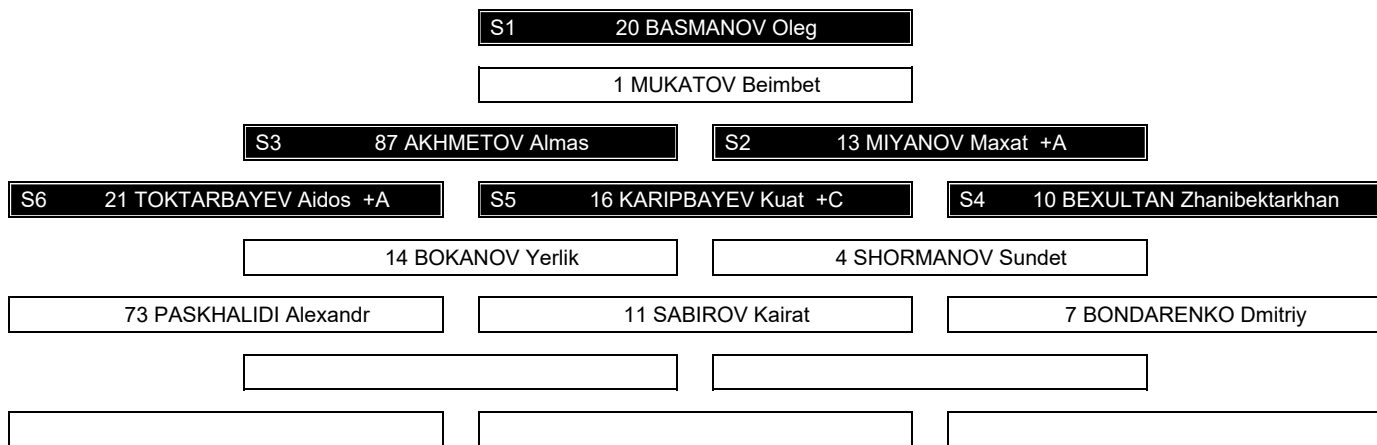 S1 20 BASMANOV Oleg
1 MUKATOV Beimbet
S3 87 AKHMETOV Almas S2 13 MIYANOV Maxat +A
S6 21 TOKTARBAYEV Aidos +A S5 16 KARIPBAYEV Kuat +C S4 10 BEXULTAN Zhanibektarkhan
14 BOKANOV Yerlik 4 SHORMANOV Sundet
73 PASKHALIDI Alexandr 11 SABIROV Kairat 7 BONDARENKO Dmitriy